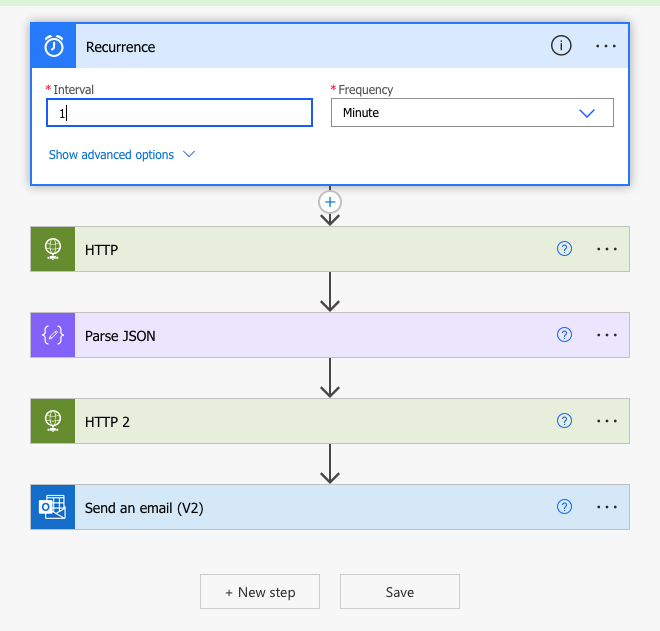 Recurrence
* Interval
* Frequency
1
Minute
Show advanced options
HTTP
Parse JSON
HTTP 2
Send an email (V2)
+ New step
Save